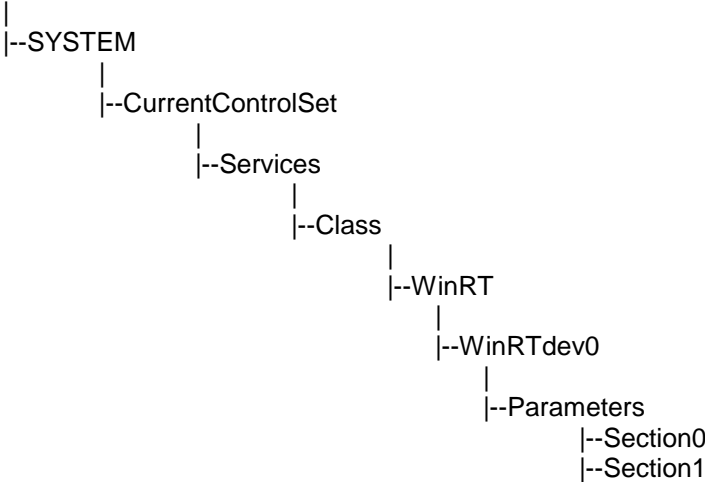 |
|--SYSTEM
|
|--CurrentControlSet
|
|--Services
|
|--Class
|
|--WinRT
|
|--WinRTdev0
|
|--Parameters
|--Section0
|--Section1